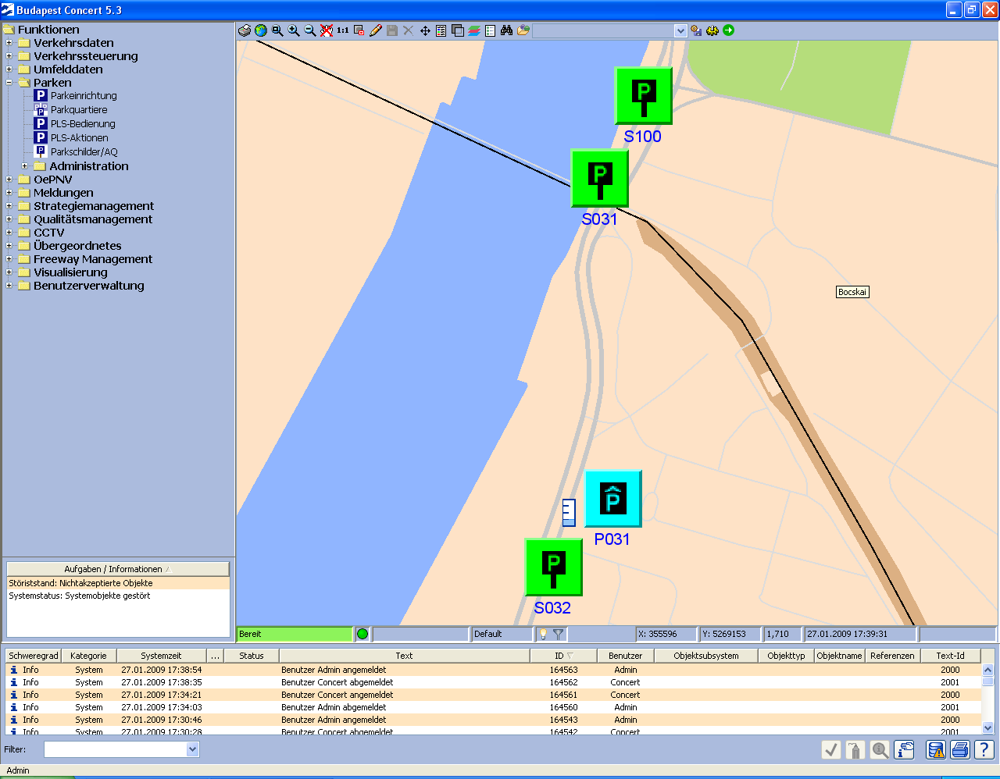 Budapest Concert 5.3
Funktionen
Verkehrsdaten
Verkehrssteuerung
Umfelddaten
Parken
Parkeinrichtung
Parkquartiere
PLS-Bedienung
PLS-Aktionen
Parkschilder/AQ
Administration
OePNV
Meldungen
Strategiemanagement
Qualitätsmanagement
CCTV
Übergeordnetes
Freeway Management
Visualisierung
Benutzerverwaltung
1:1
P
S100
P
S031
Bocskai
P
P031
P
S032
Aufgaben / Informationen
Störiststand: Nichtakzeptierte Objekte
Systemstatus: Systemobjekte gestört
Bereit Default X: 355596 Y: 5269153 1,710 27.01.2009 17:39:31
Schweregrad Kategorie Systemzeit ... Status Text ID Benutzer Objektsubsystem Objekttyp Objektname Referenzen Text-Id
Info System 27.01.2009 17:38:54 Benutzer Admin angemeldet 164563 Admin 2000
Info System 27.01.2009 17:38:35 Benutzer Concert abgemeldet 164562 Concert 2001
Info System 27.01.2009 17:34:21 Benutzer Concert angemeldet 164561 Concert 2000
Info System 27.01.2009 17:34:03 Benutzer Admin abgemeldet 164560 Admin 2001
Info System 27.01.2009 17:30:46 Benutzer Admin angemeldet 164543 Admin 2000
Info System 27.01.2009 17:30:28 Benutzer Concert abgemeldet 164542 Concert 2001
Filter:
Admin